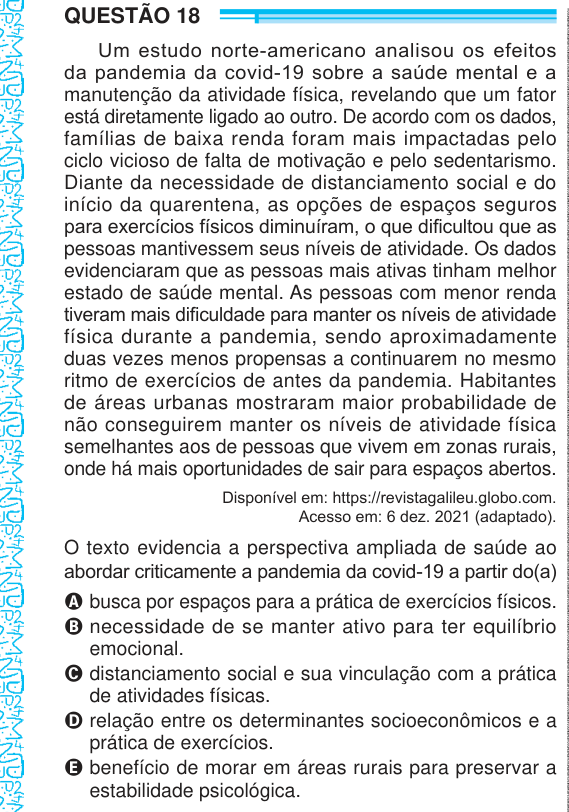 QUESTÃO 18
Um estudo norte-americano analisou os efeitos
da pandemia da covid-19 sobre a saúde mental e a
manutenção da atividade física, revelando que um fator
está diretamente ligado ao outro. De acordo com os dados,
famílias de baixa renda foram mais impactadas pelo
ciclo vicioso de falta de motivação e pelo sedentarismo.
Diante da necessidade de distanciamento social e do
início da quarentena, as opções de espaços seguros
para exercícios físicos diminuíram, o que dificultou que as
pessoas mantivessem seus níveis de atividade. Os dados
evidenciaram que as pessoas mais ativas tinham melhor
estado de saúde mental. As pessoas com menor renda
tiveram mais dificuldade para manter os níveis de atividade
física durante a pandemia, sendo aproximadamente
duas vezes menos propensas a continuarem no mesmo
ritmo de exercícios de antes da pandemia. Habitantes
de áreas urbanas mostraram maior probabilidade de
não conseguirem manter os níveis de atividade física
semelhantes aos de pessoas que vivem em zonas rurais,
onde há mais oportunidades de sair para espaços abertos.
Disponível em: https://revistagalileu.globo.com.
Acesso em: 6 dez. 2021 (adaptado).
O texto evidencia a perspectiva ampliada de saúde ao
abordar criticamente a pandemia da covid-19 a partir do(a)
A busca por espaços para a prática de exercícios físicos.
B necessidade de se manter ativo para ter equilíbrio
emocional.
C distanciamento social e sua vinculação com a prática
de atividades físicas.
D relação entre os determinantes socioeconômicos e a
prática de exercícios.
E benefício de morar em áreas rurais para preservar a
estabilidade psicológica.